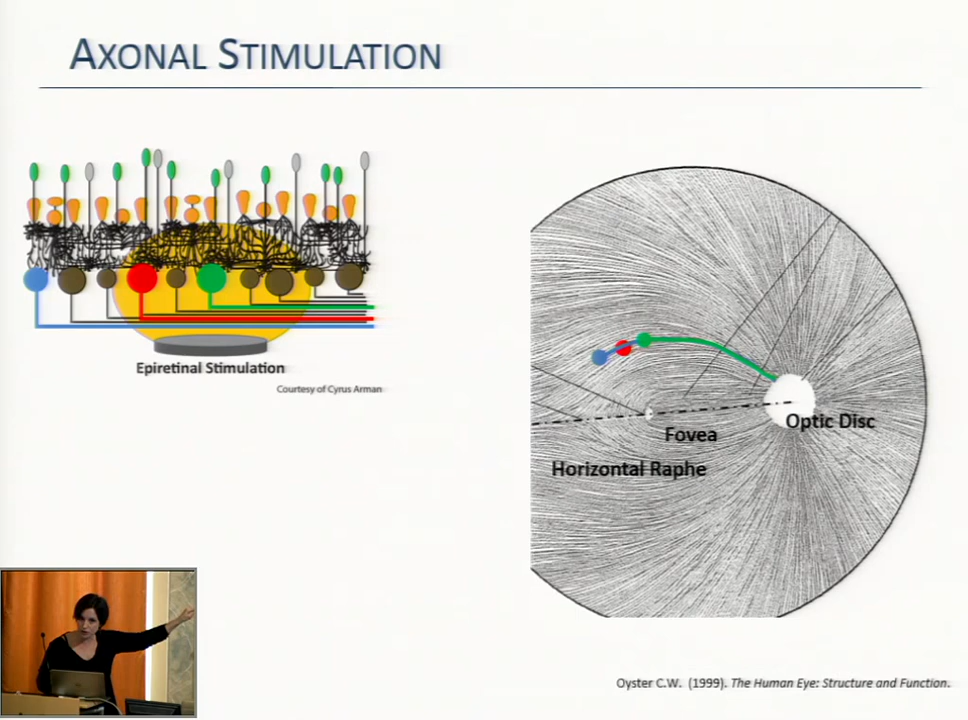 AXONAL STIMULATION
Epiretinal Stimulation
Courtesy of Cyrus Arman
Optic Disc
Fovea
Horizontal Raphe
Oyster C.W. (1999). The Human Eye: Structure and Function.